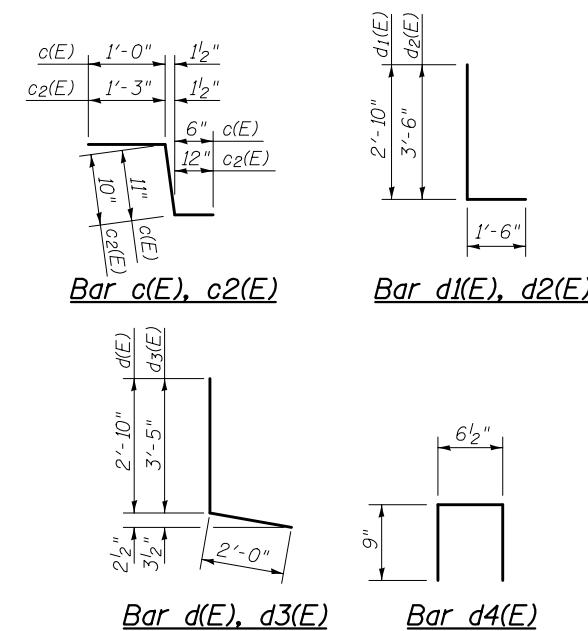 c(E) 1'-0" 1½"
c2(E) 1'-3" 1½"
6" c(E)
12" c2(E)
10" 11"
c2(E) c(E)
Bar c(E), c2(E)
d1(E) d2(E)
2'-10" 3'-6"
1'-6"
Bar d1(E), d2(E)
d(E) d3(E)
2'-10" 3'-5"
2½" 3½"
2'-0"
Bar d(E), d3(E)
6½"
9"
Bar d4(E)